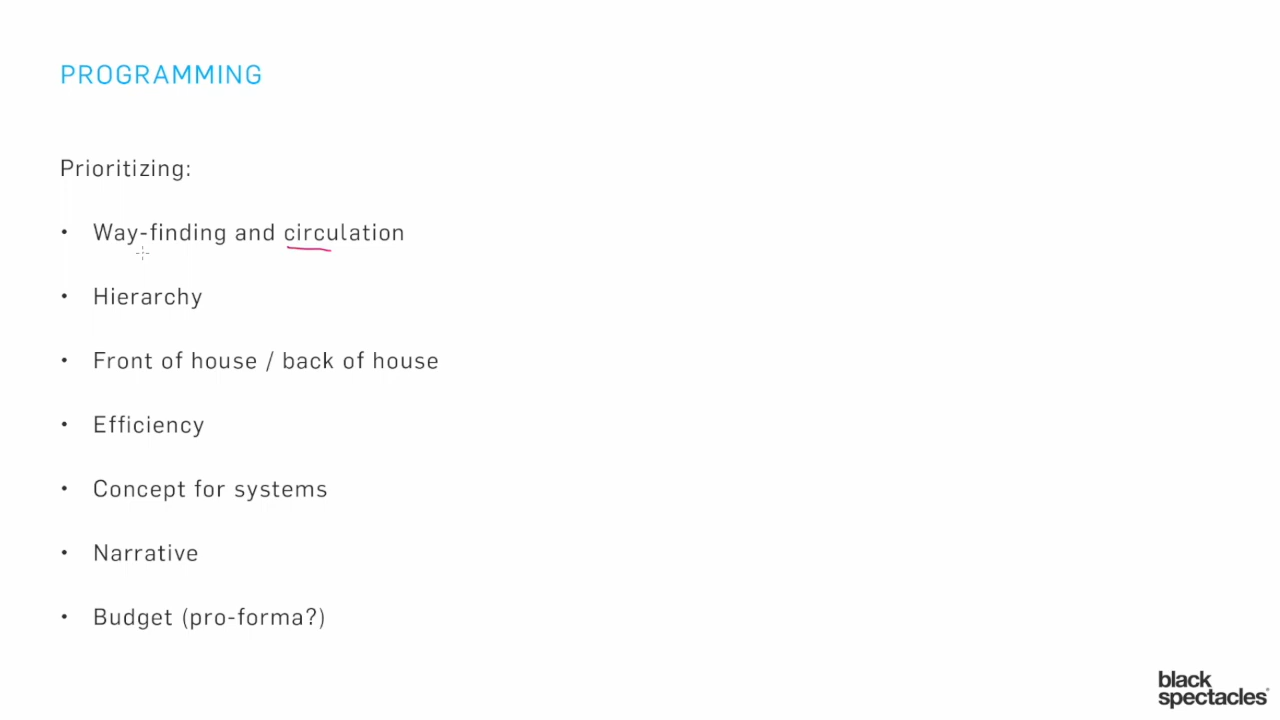 PROGRAMMING
Prioritizing:
• Way-finding and circulation
• Hierarchy
• Front of house / back of house
• Efficiency
• Concept for systems
• Narrative
• Budget (pro-forma?)
black
spectacles®